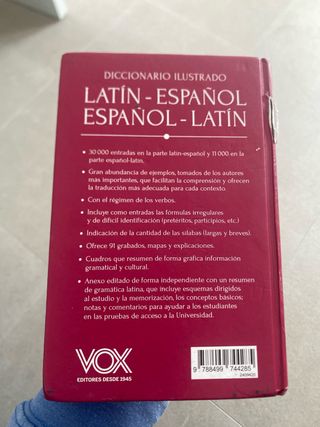 DICCIONARIO ILUSTRADO
LATÍN - ESPAÑOL
ESPAÑOL - LATÍN
• 30 000 entradas en la parte latín-español y 11 000 en la
parte español-latín.
• Gran abundancia de ejemplos, tomados de los autores
más importantes, que facilitan la comprensión y ofrecen
la traducción más adecuada para cada contexto.
• Con el régimen de los verbos.
• Incluye como entradas las fórmulas irregulares
y de difícil identificación (pretéritos, participios, etc.)
• Indicación de la cantidad de las sílabas (largas y breves).
• Ofrece 91 grabados, mapas y explicaciones.
• Cuadros que resumen de forma gráfica información
gramatical y cultural.
• Anexo editado de forma independiente con un resumen
de gramática latina, que incluye esquemas dirigidos
al estudio y la memorización, los conceptos básicos;
notas y comentarios para ayudar a los estudiantes
en las pruebas de acceso a la Universidad.
VOX
EDITORES DESDE 1945
9 788499 744285
2409420